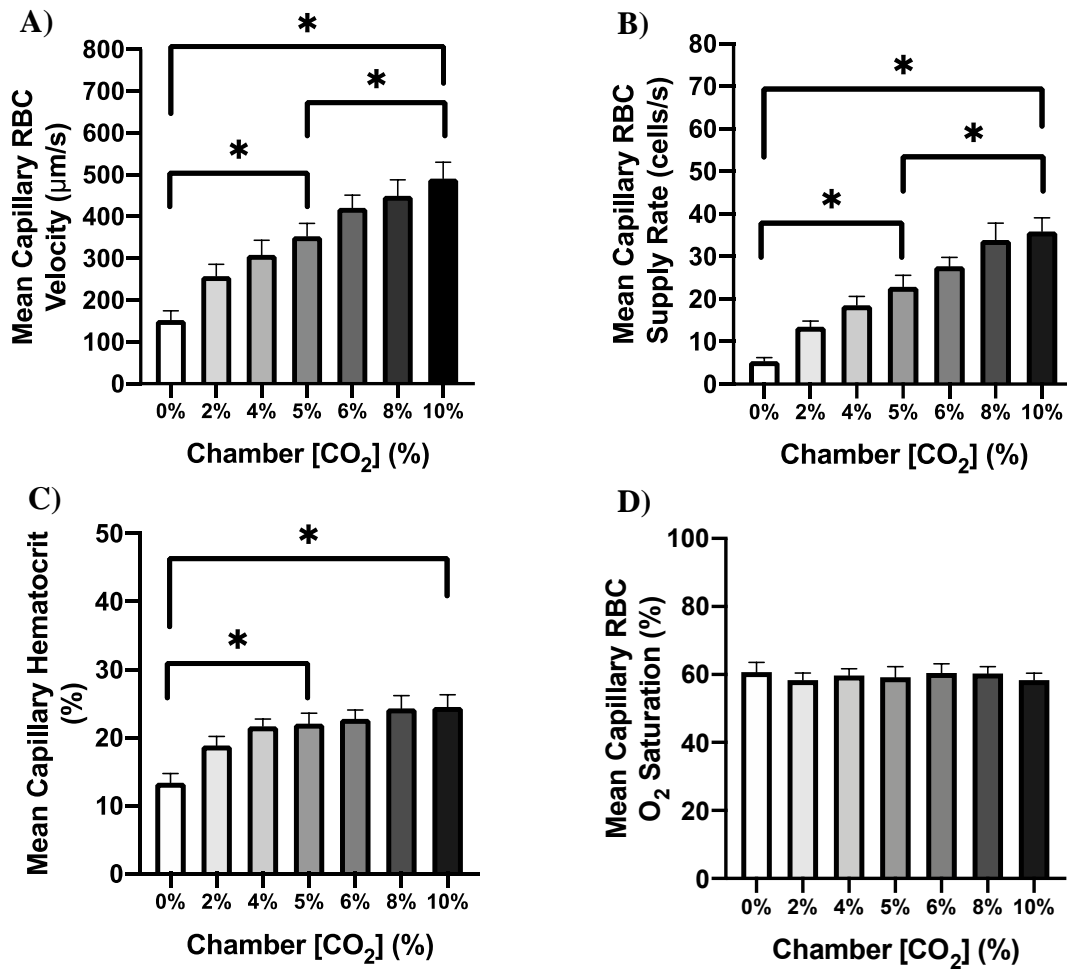 A)
Mean Capillary RBC
Velocity (μm/s)
800
700
600
500
400
300
200
100
0
*
*
*
0% 2% 4% 5% 6% 8% 10%
Chamber [CO₂] (%)
B)
Mean Capillary RBC
Supply Rate (cells/s)
80
70
60
50
40
30
20
10
0
*
*
*
0% 2% 4% 5% 6% 8% 10%
Chamber [CO₂] (%)
C)
Mean Capillary Hematocrit
(%)
50
40
30
20
10
0
*
*
0% 2% 4% 5% 6% 8% 10%
Chamber [CO₂] (%)
D)
Mean Capillary RBC
O₂ Saturation (%)
100
80
60
40
20
0
0% 2% 4% 5% 6% 8% 10%
Chamber [CO₂] (%)